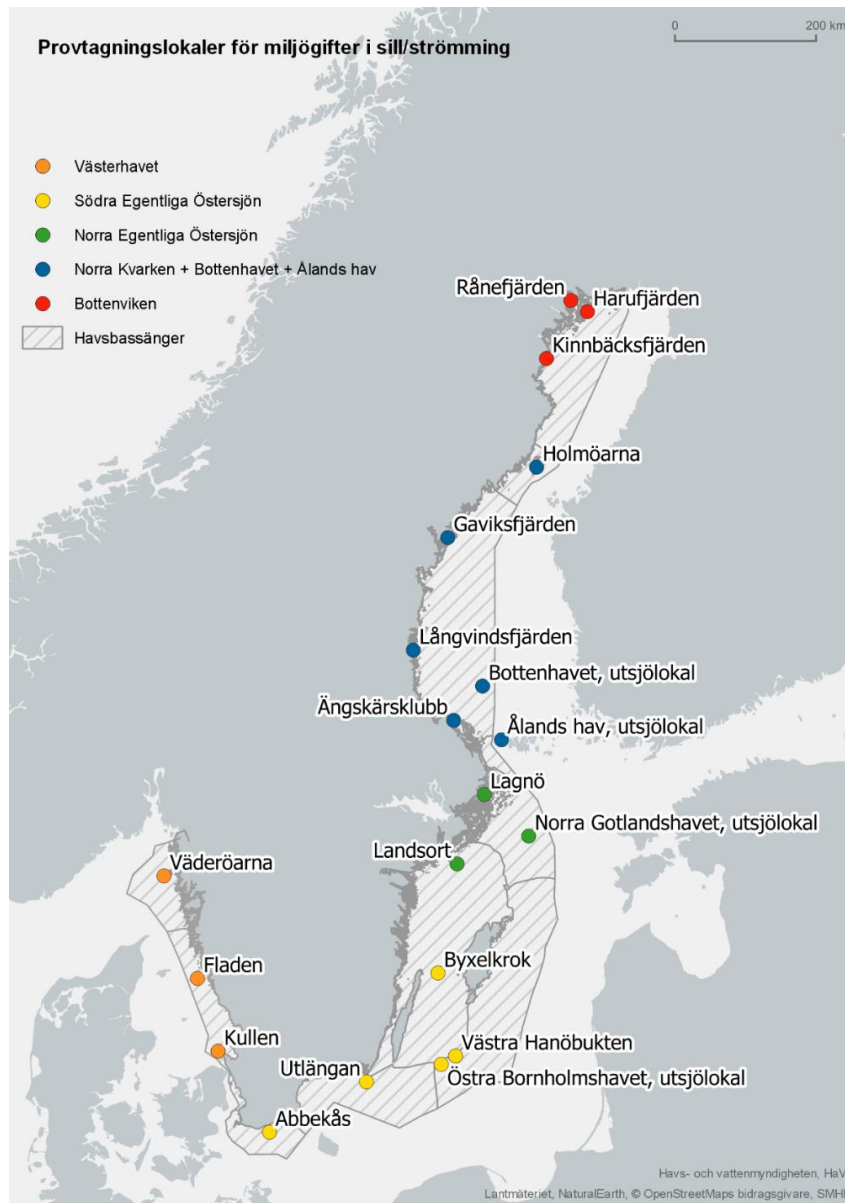 Provtagningslokaler för miljögifter i sill/strömming
0 200 km
Västerhavet
Södra Egentliga Östersjön
Norra Egentliga Östersjön
Norra Kvarken + Bottenhavet + Ålands hav
Bottenviken
Havsbassänger
Rånefjärden
Harufjärden
Kinnbäcksfjärden
Holmöarna
Gaviksfjärden
Långvindsfjärden
Bottenhavet, utsjölokal
Ängskärsklubb
Ålands hav, utsjölokal
Lagnö
Norra Gotlandshavet, utsjölokal
Landsort
Väderöarna
Byxelkrok
Fladen
Kullen
Västra Hanöbukten
Utlängan
Östra Bornholmshavet, utsjölokal
Abbekås
Havs- och vattenmyndigheten, HaV
Lantmäteriet, NaturalEarth, © OpenStreetMaps bidragsgivare, SMHI